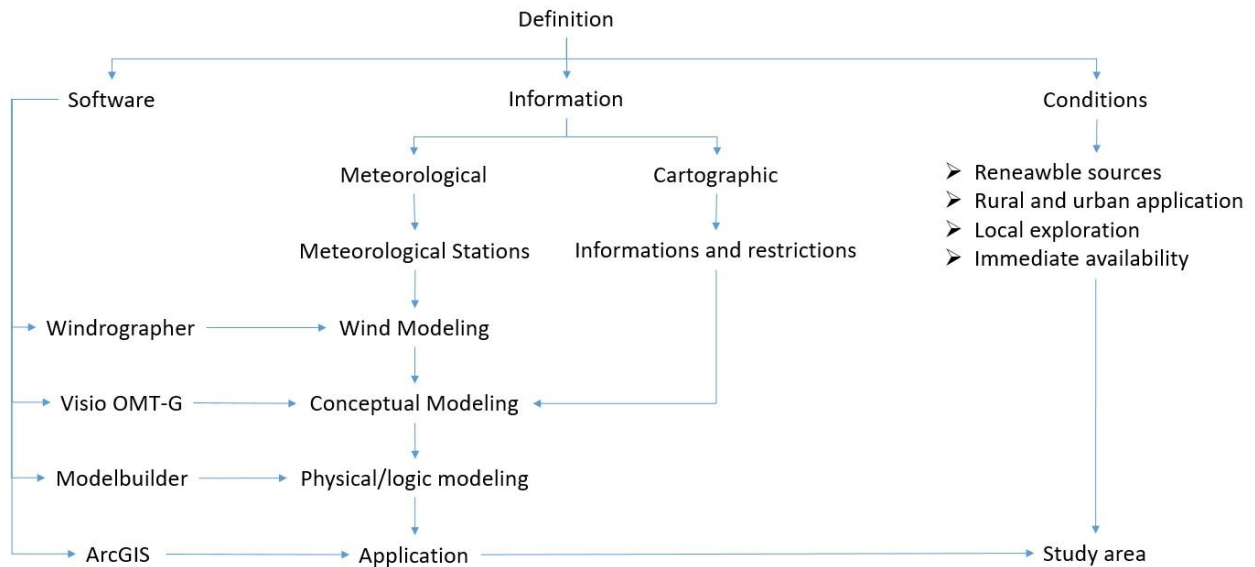 Definition
Software
Information
Conditions
Meteorological
Cartographic
➢ Reneawble sources
➢ Rural and urban application
➢ Local exploration
➢ Immediate availability
Meteorological Stations
Informations and restrictions
Windrographer
Wind Modeling
Visio OMT-G
Conceptual Modeling
Modelbuilder
Physical/logic modeling
ArcGIS
Application
Study area